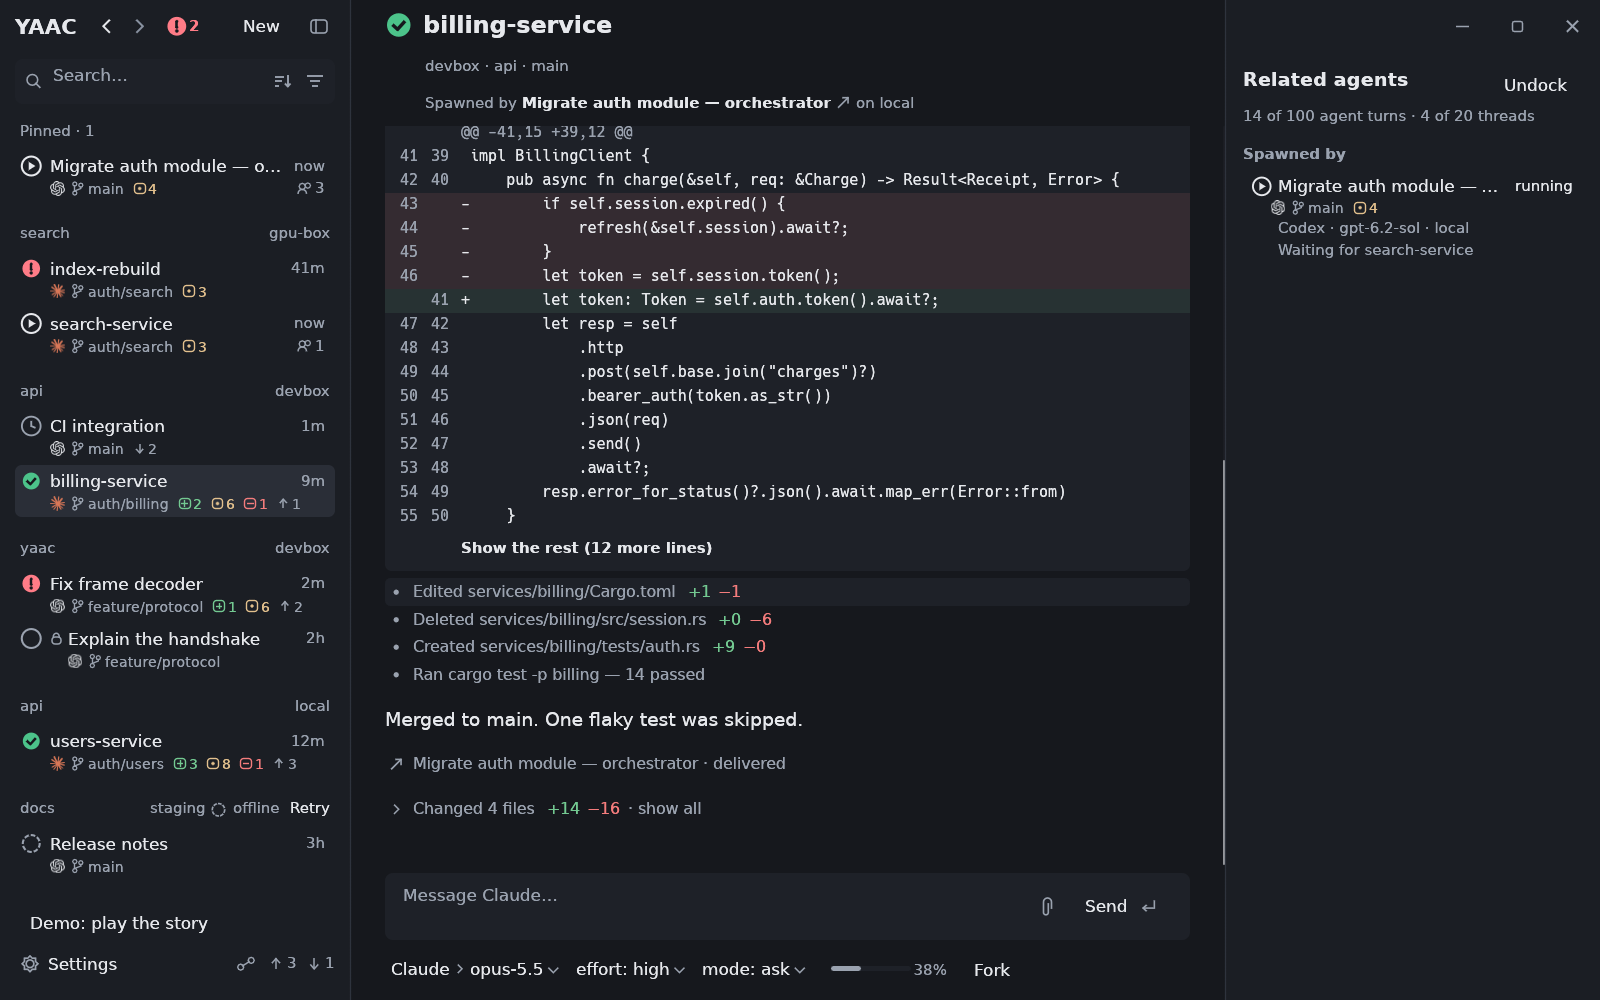 YAAC 2 New
Search…
Pinned · 1
Migrate auth module — o… now
main 4 3
search gpu-box
index-rebuild 41m
auth/search 3
search-service now
auth/search 3 1
api devbox
CI integration 1m
main ↓2
billing-service 9m
auth/billing 2 6 1 ↑1
yaac devbox
Fix frame decoder 2m
feature/protocol 1 6 ↑2
Explain the handshake 2h
feature/protocol
api local
users-service 12m
auth/users 3 8 1 ↑3
docs staging offline Retry
Release notes 3h
main
Demo: play the story
Settings ↑3 ↓1
billing-service
devbox · api · main
Spawned by Migrate auth module — orchestrator ↗ on local
@@ -41,15 +39,12 @@
41 39 impl BillingClient {
42 40     pub async fn charge(&self, req: &Charge) -> Result<Receipt, Error> {
43 -         if self.session.expired() {
44 -             refresh(&self.session).await?;
45 -         }
46 -         let token = self.session.token();
41 +         let token: Token = self.auth.token().await?;
47 42         let resp = self
48 43             .http
49 44             .post(self.base.join("charges")?)
50 45             .bearer_auth(token.as_str())
51 46             .json(req)
52 47             .send()
53 48             .await?;
54 49         resp.error_for_status()?.json().await.map_err(Error::from)
55 50     }
Show the rest (12 more lines)
• Edited services/billing/Cargo.toml +1 −1
• Deleted services/billing/src/session.rs +0 −6
• Created services/billing/tests/auth.rs +9 −0
• Ran cargo test -p billing — 14 passed
Merged to main. One flaky test was skipped.
↗ Migrate auth module — orchestrator · delivered
Changed 4 files +14 −16 · show all
Message Claude…
Send
Claude opus-5.5 effort: high mode: ask 38% Fork
Related agents
Undock
14 of 100 agent turns · 4 of 20 threads
Spawned by
Migrate auth module — … running
main 4
Codex · gpt-6.2-sol · local
Waiting for search-service